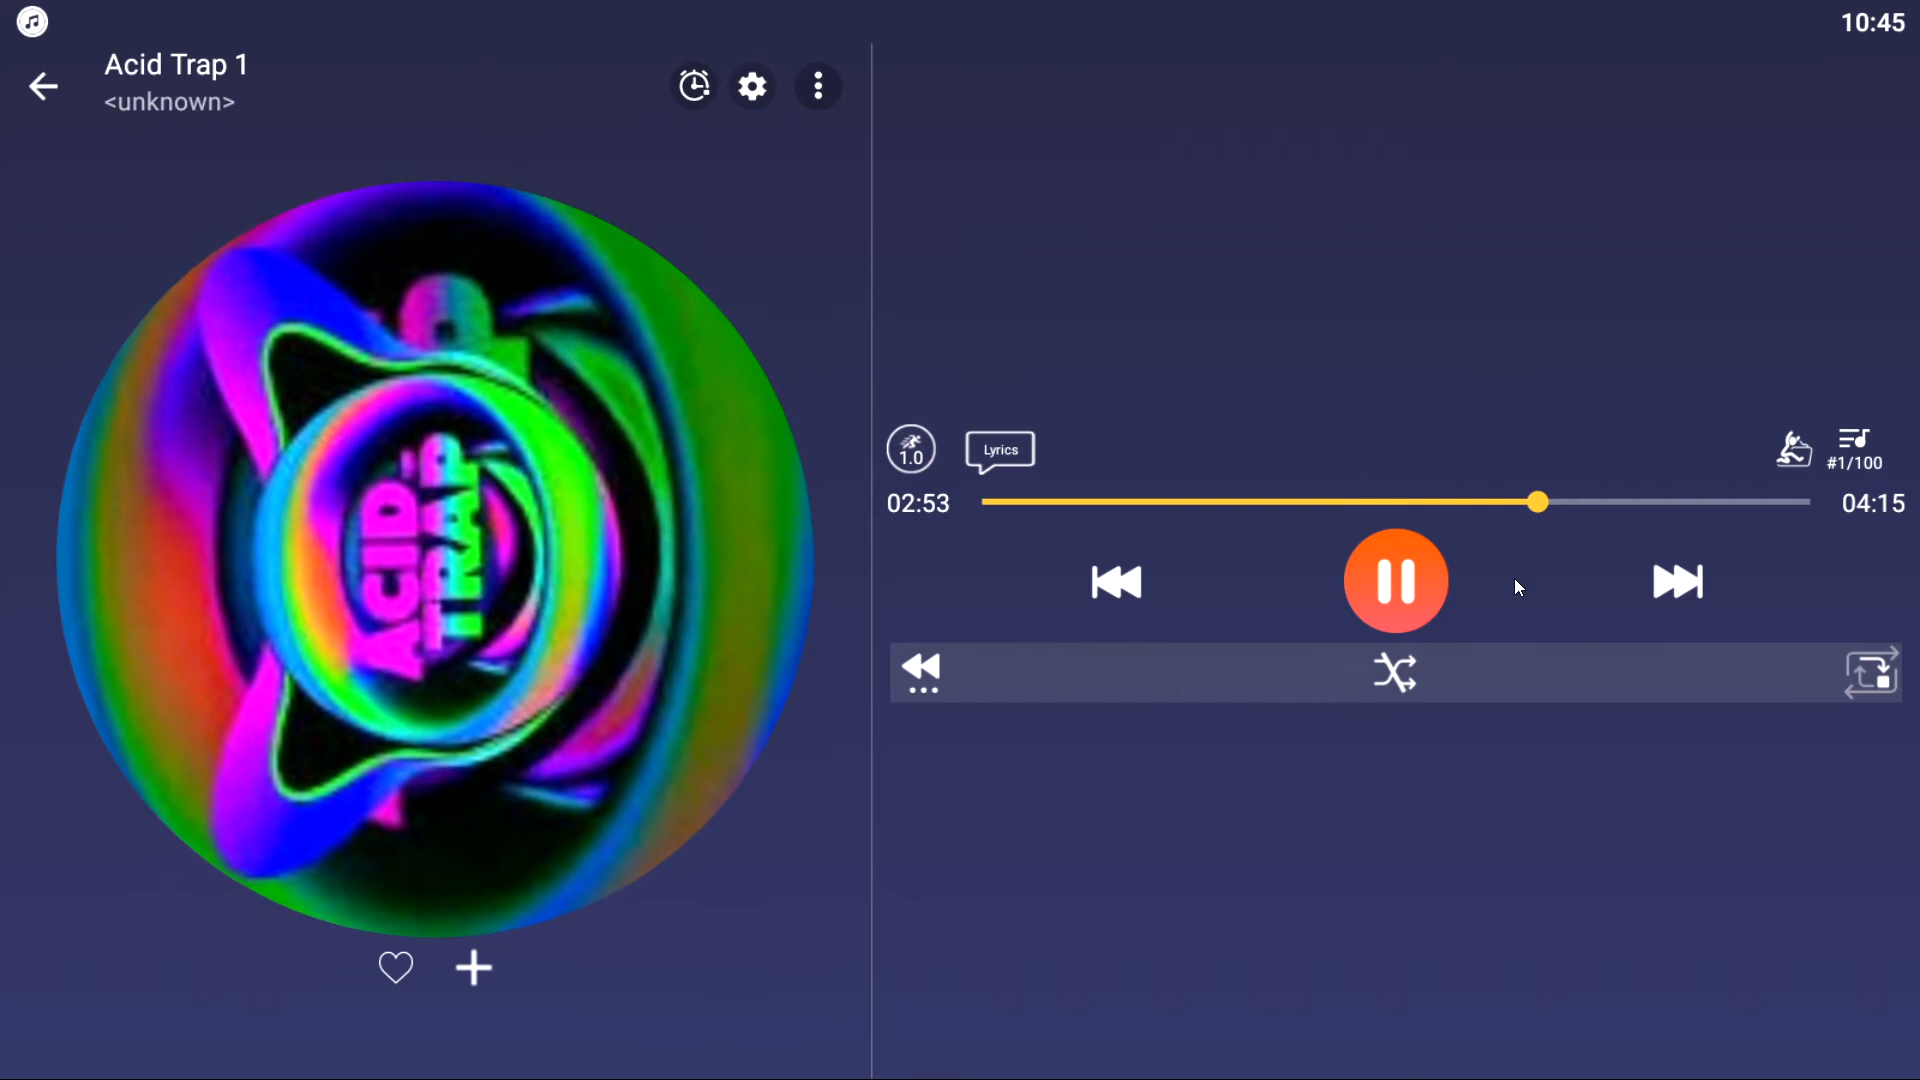 10:45
Acid Trap 1
<unknown>
ACID
TRAP
1.0
Lyrics
#1/100
02:53
04:15